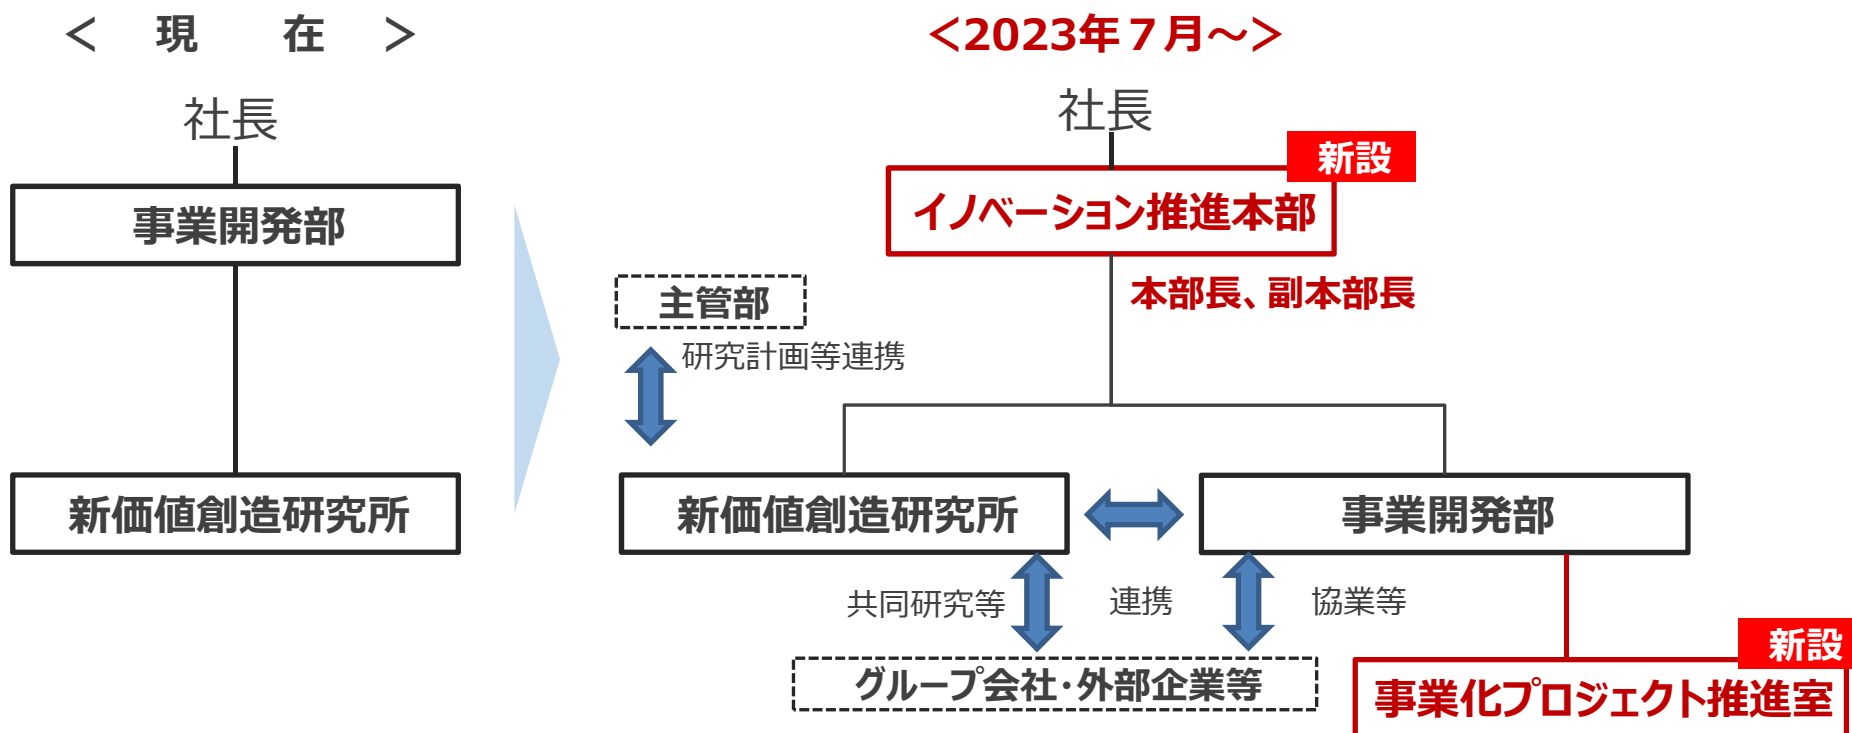 ＜　現　　在　＞
社長
事業開発部
新価値創造研究所
＜2023年７月～＞
社長
新設
イノベーション推進本部
本部長、副本部長
主管部
研究計画等連携
新価値創造研究所
事業開発部
共同研究等
連携
協業等
グループ会社・外部企業等
新設
事業化プロジェクト推進室